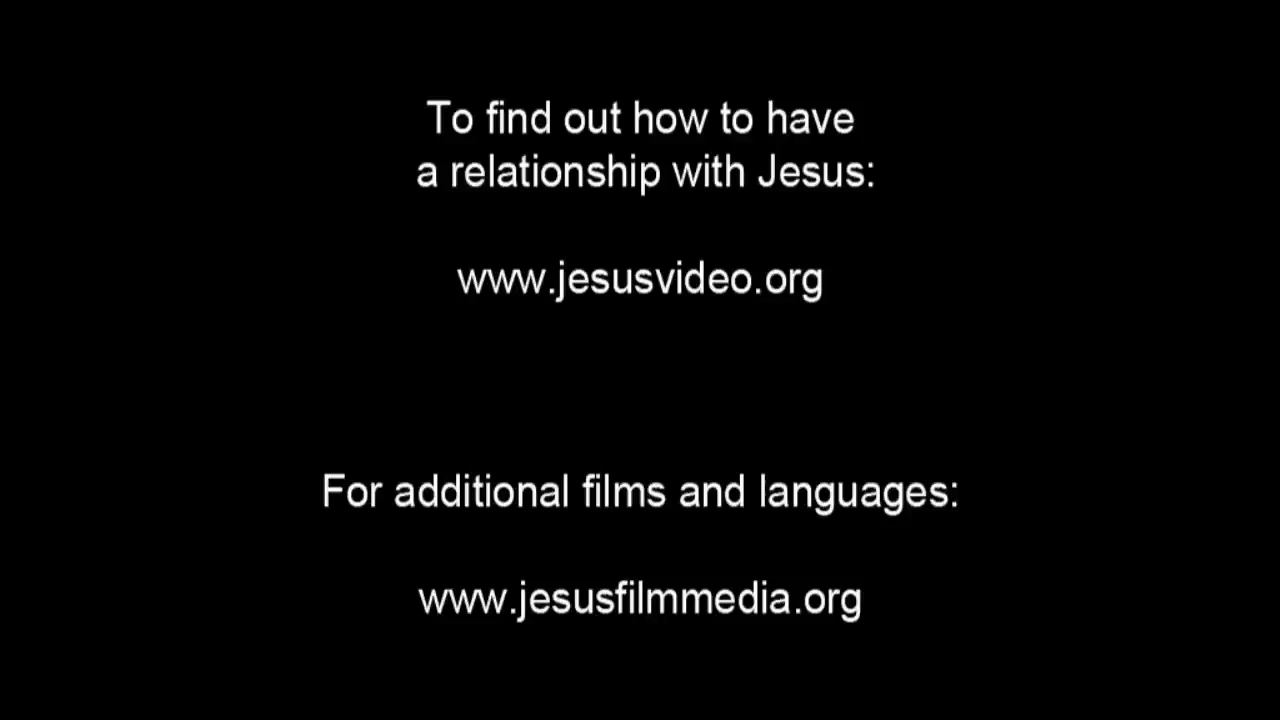 To find out how to have
a relationship with Jesus:
www.jesusvideo.org
For additional films and languages:
www.jesusfilmmedia.org